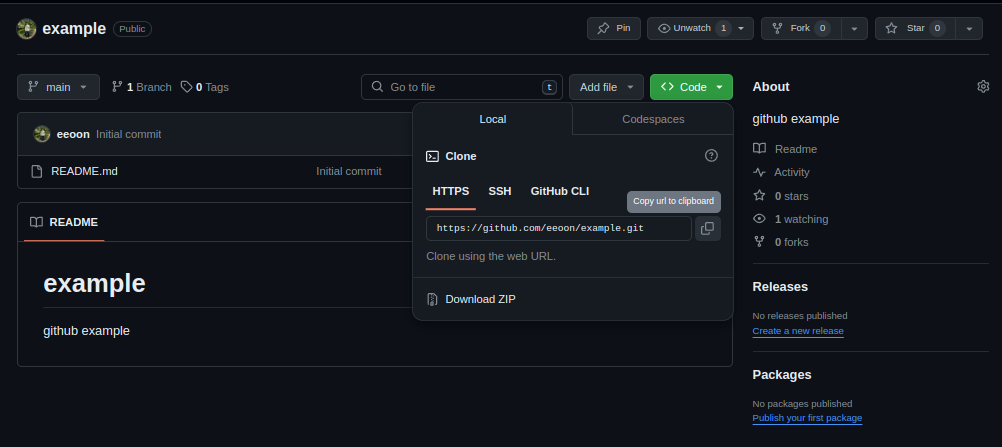 example Public Pin Unwatch 1 Fork 0 Star 0
main 1 Branch 0 Tags Go to file t Add file Code
Local Codespaces
eeoon Initial commit
README.md Initial commit
Clone
HTTPS SSH GitHub CLI
Copy url to clipboard
https://github.com/eeoon/example.git
Clone using the web URL.
Download ZIP
README
example
github example
About
github example
Readme
Activity
0 stars
1 watching
0 forks
Releases
No releases published
Create a new release
Packages
No packages published
Publish your first package